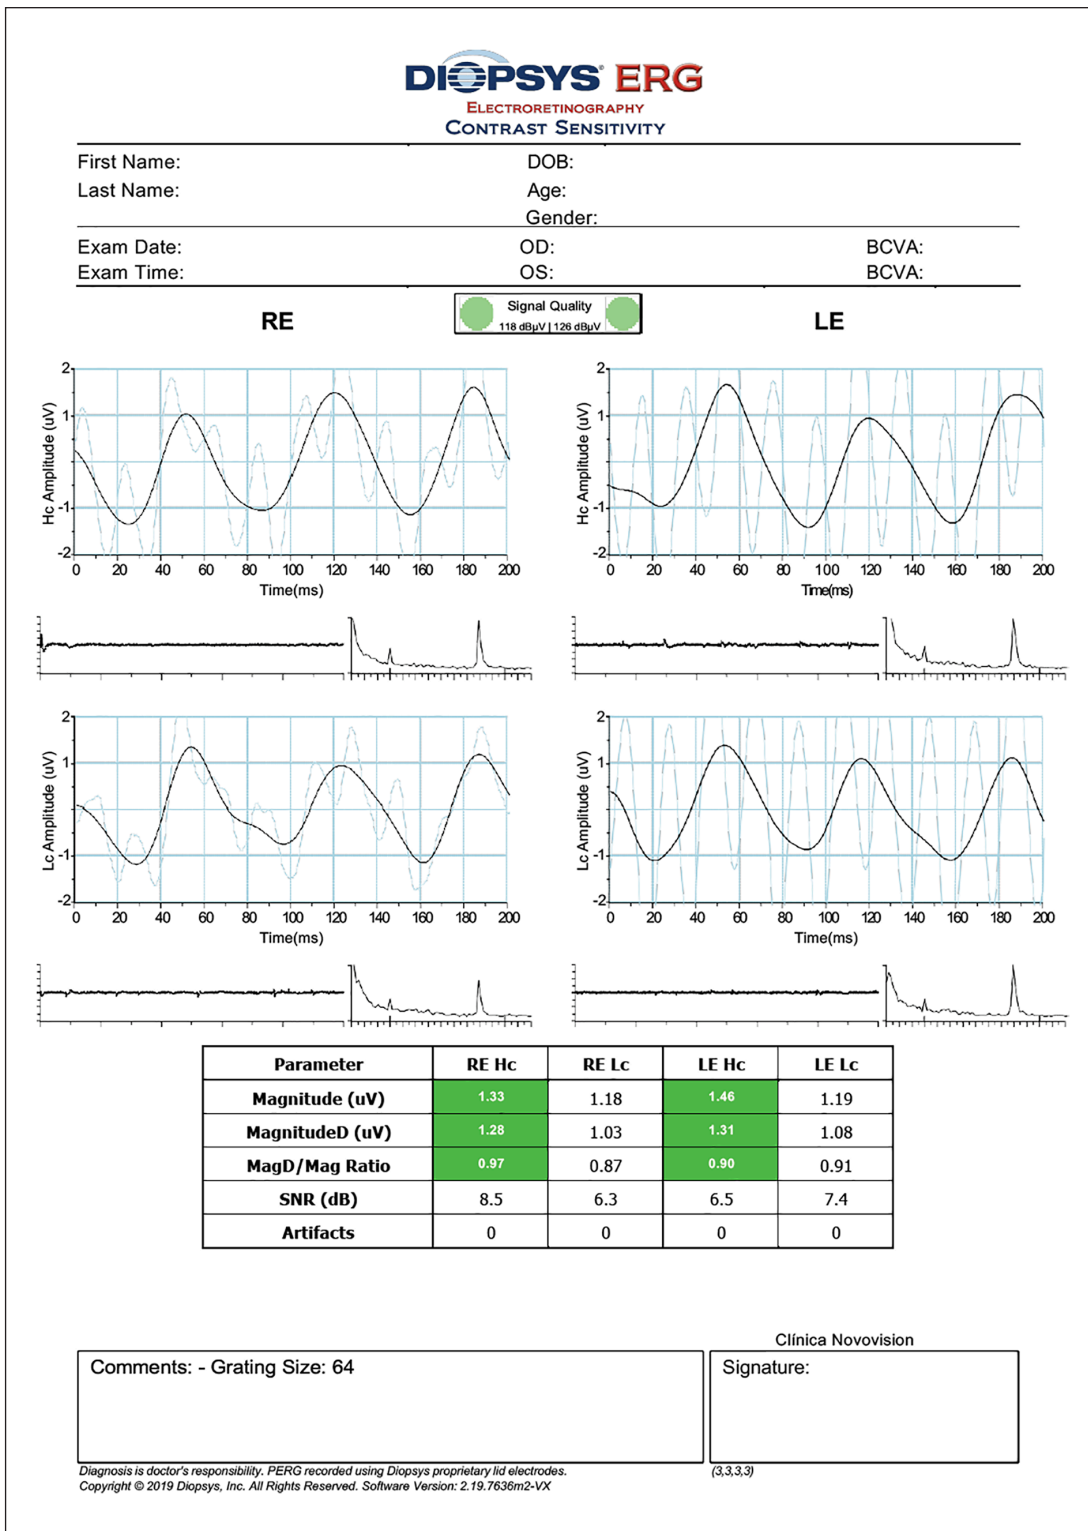 DIOPSYS® ERG
ELECTRORETINOGRAPHY
CONTRAST SENSITIVITY
First Name: DOB:
Last Name: Age:
Gender:
Exam Date: OD: BCVA:
Exam Time: OS: BCVA:
RE Signal Quality LE
118 dBµV | 126 dBµV
2
1
-1
-2
Hc Amplitude (uV)
0 20 40 60 80 100 120 140 160 180 200
Time(ms)
2
1
-1
-2
Hc Amplitude (uV)
0 20 40 60 80 100 120 140 160 180 200
Time(ms)
2
1
-1
-2
Lc Amplitude (uV)
0 20 40 60 80 100 120 140 160 180 200
Time(ms)
2
1
-1
-2
Lc Amplitude (uV)
0 20 40 60 80 100 120 140 160 180 200
Time(ms)
Parameter RE Hc RE Lc LE Hc LE Lc
Magnitude (uV) 1.33 1.18 1.46 1.19
MagnitudeD (uV) 1.28 1.03 1.31 1.08
MagD/Mag Ratio 0.97 0.87 0.90 0.91
SNR (dB) 8.5 6.3 6.5 7.4
Artifacts 0 0 0 0
Clínica Novovision
Comments: - Grating Size: 64 Signature:
Diagnosis is doctor's responsibility. PERG recorded using Diopsys proprietary lid electrodes. (3,3,3,3)
Copyright © 2019 Diopsys, Inc. All Rights Reserved. Software Version: 2.19.7636m2-VX